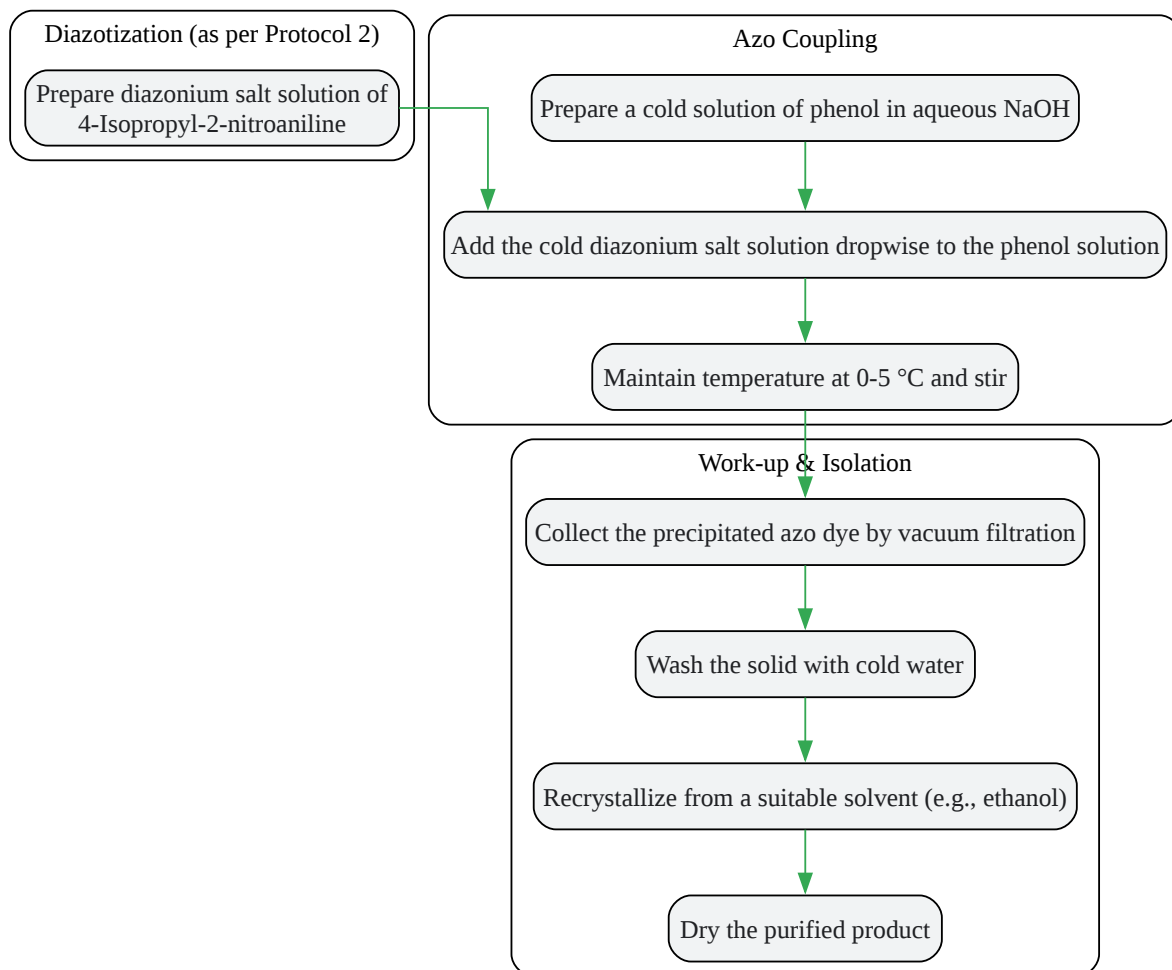 Diazotization (as per Protocol 2)
Prepare diazonium salt solution of
4-Isopropyl-2-nitroaniline
Azo Coupling
Prepare a cold solution of phenol in aqueous NaOH
Add the cold diazonium salt solution dropwise to the phenol solution
Maintain temperature at 0-5 °C and stir
Work-up & Isolation
Collect the precipitated azo dye by vacuum filtration
Wash the solid with cold water
Recrystallize from a suitable solvent (e.g., ethanol)
Dry the purified product